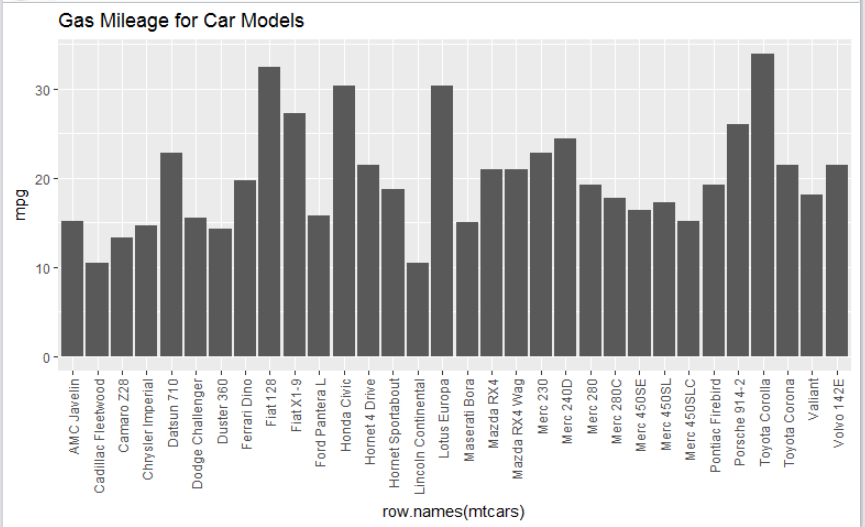 Gas Mileage for Car Models
mpg
30
20
10
0
AMC Javelin
Cadillac Fleetwood
Camaro Z28
Chrysler Imperial
Datsun 710
Dodge Challenger
Duster 360
Ferrari Dino
Fiat 128
Fiat X1-9
Ford Pantera L
Honda Civic
Hornet 4 Drive
Hornet Sportabout
Lincoln Continental
Lotus Europa
Maserati Bora
Mazda RX4
Mazda RX4 Wag
Merc 230
Merc 240D
Merc 280
Merc 280C
Merc 450SE
Merc 450SL
Merc 450SLC
Pontiac Firebird
Porsche 914-2
Toyota Corolla
Toyota Corona
Valiant
Volvo 142E
row.names(mtcars)